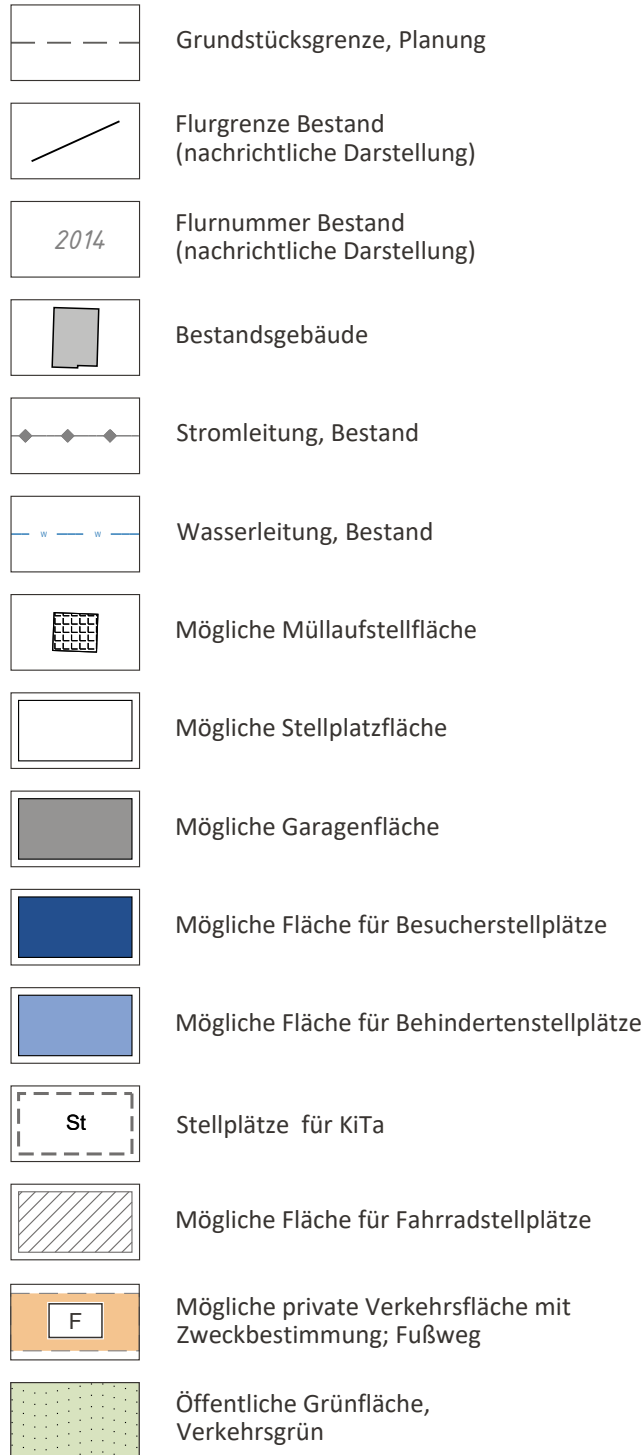 Grundstücksgrenze, Planung
Flurgrenze Bestand
(nachrichtliche Darstellung)
2014
Flurnummer Bestand
(nachrichtliche Darstellung)
Bestandsgebäude
Stromleitung, Bestand
w w
Wasserleitung, Bestand
Mögliche Müllaufstellfläche
Mögliche Stellplatzfläche
Mögliche Garagenfläche
Mögliche Fläche für Besucherstellplätze
Mögliche Fläche für Behindertenstellplätze
St
Stellplätze für KiTa
Mögliche Fläche für Fahrradstellplätze
F
Mögliche private Verkehrsfläche mit
Zweckbestimmung; Fußweg
Öffentliche Grünfläche,
Verkehrsgrün